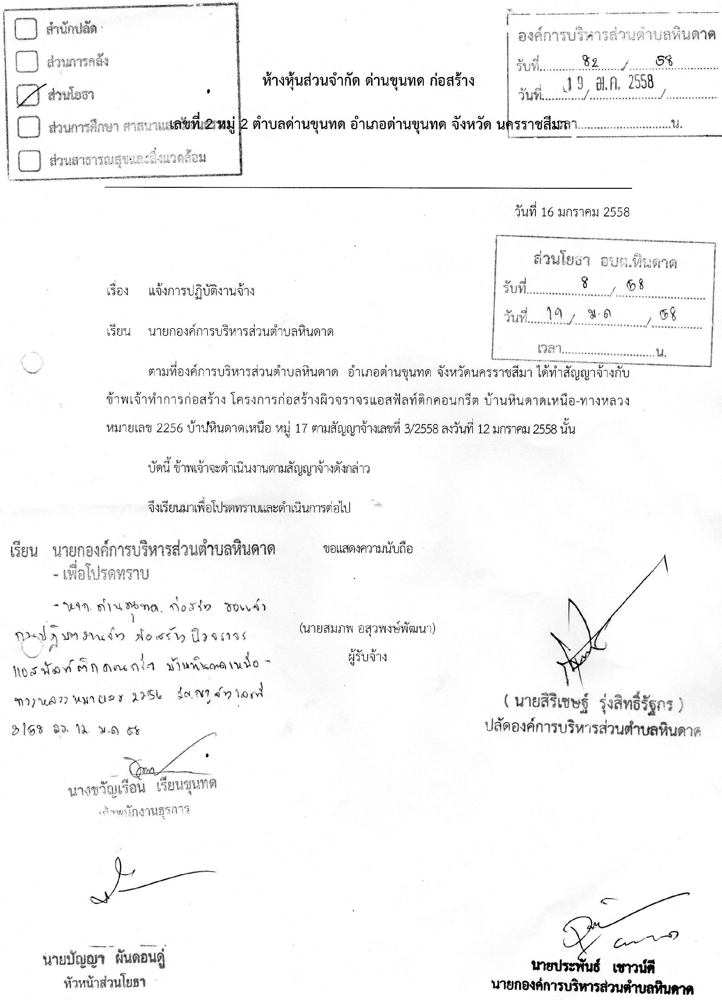 สำนักปลัด
ส่วนการคลัง
ส่วนโยธา
ส่วนการศึกษา ศาสนาและ
ส่วนสาธารณสุขและสิ่งแวดล้อม
องค์การบริหารส่วนตำบลหินดาด
รับที่ 82 / 58
วันที่ 19 ม.ค. 2558
เวลา น.
ห้างหุ้นส่วนจำกัด ด่านขุนทด ก่อสร้าง
เลขที่ 2 หมู่ 2 ตำบลด่านขุนทด อำเภอด่านขุนทด จังหวัด นครราชสีมา
วันที่ 16 มกราคม 2558
ส่วนโยธา อบต.หินดาด
รับที่ 8 / 58
วันที่ 19 / ม.ค / 58
เวลา น.
เรื่อง แจ้งการปฏิบัติงานจ้าง
เรียน นายกองค์การบริหารส่วนตำบลหินดาด
ตามที่องค์การบริหารส่วนตำบลหินดาด อำเภอด่านขุนทด จังหวัดนครราชสีมา ได้ทำสัญญาจ้างกับ
ข้าพเจ้าทำการก่อสร้าง โครงการก่อสร้างผิวจราจรแอสฟัลท์ติกคอนกรีต บ้านหินดาดเหนือ-ทางหลวง
หมายเลข 2256 บ้านหินดาดเหนือ หมู่ 17 ตามสัญญาจ้างเลขที่ 3/2558 ลงวันที่ 12 มกราคม 2558 นั้น
บัดนี้ ข้าพเจ้าจะดำเนินงานตามสัญญาจ้างดังกล่าว
จึงเรียนมาเพื่อโปรดทราบและดำเนินการต่อไป
ขอแสดงความนับถือ
(นายสมภพ อสุวพงษ์พัฒนา)
ผู้รับจ้าง
เรียน นายกองค์การบริหารส่วนตำบลหินดาด
- เพื่อโปรดทราบ
- หจก. ด่านขุนทด. ก่อสร้าง ขอแจ้ง
การปฏิบัติงานจ้าง ก่อสร้าง ผิวจราจร
แอสฟัลท์ติกคอนกรีต บ้านหินดาดเหนือ -
ทางหลวงหมายเลข 2256 สัญญาจ้างเลขที่
3/58 ลว. 12 ม.ค 58
นางขวัญเรือน เรียนขุนทด
เจ้าพนักงานธุรการ
( นายสิริเชษฐ์ รุ่งสิทธิ์รัฐกร )
ปลัดองค์การบริหารส่วนตำบลหินดาด
นายปัญญา ผันดอนดู่
หัวหน้าส่วนโยธา
นายประพันธ์ เชาวน์ดี
นายกองค์การบริหารส่วนตำบลหินดาด